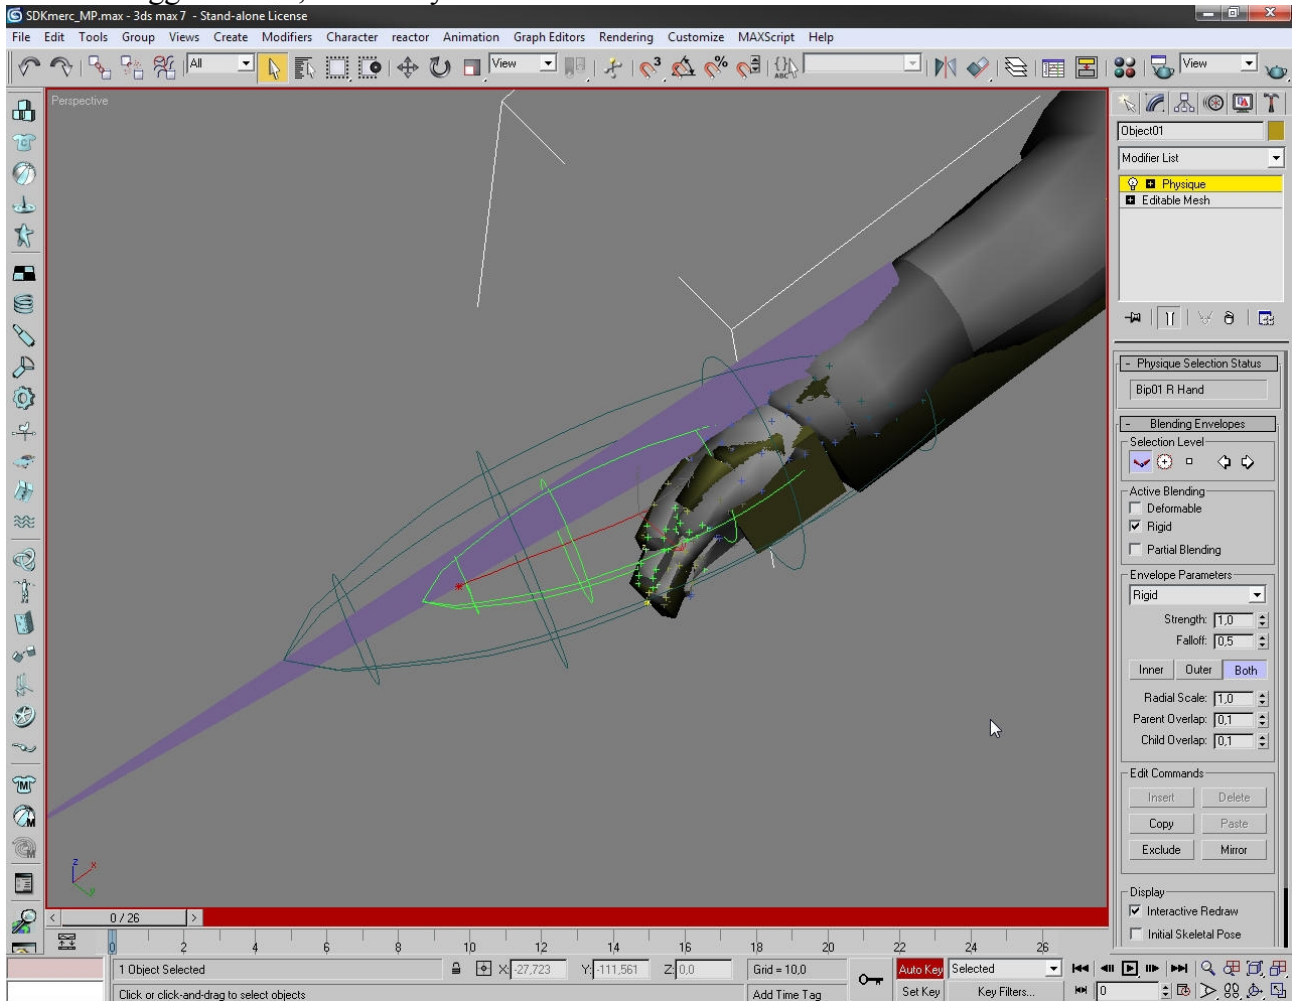 SDKmerc_MP.max - 3ds max 7 - Stand-alone License
File Edit Tools Group Views Create Modifiers Character reactor Animation Graph Editors Rendering Customize MAXScript Help
All View View
Perspective
Object01
Modifier List
Physique
Editable Mesh
- Physique Selection Status
Bip01 R Hand
- Blending Envelopes
Selection Level
Active Blending
Deformable
Rigid
Partial Blending
Envelope Parameters
Rigid
Strength: 1,0
Falloff: 0,5
Inner Outer Both
Radial Scale: 1,0
Parent Overlap: 0,1
Child Overlap: 0,1
Edit Commands
Insert Delete
Copy Paste
Exclude Mirror
Display
Interactive Redraw
Initial Skeletal Pose
z x y
< 0 / 26 >
0 2 4 6 8 10 12 14 16 18 20 22 24 26
1 Object Selected X: -27,723 Y: -111,561 Z: 0,0 Grid = 10,0 Auto Key Selected
Click or click-and-drag to select objects Add Time Tag Set Key Key Filters... 0